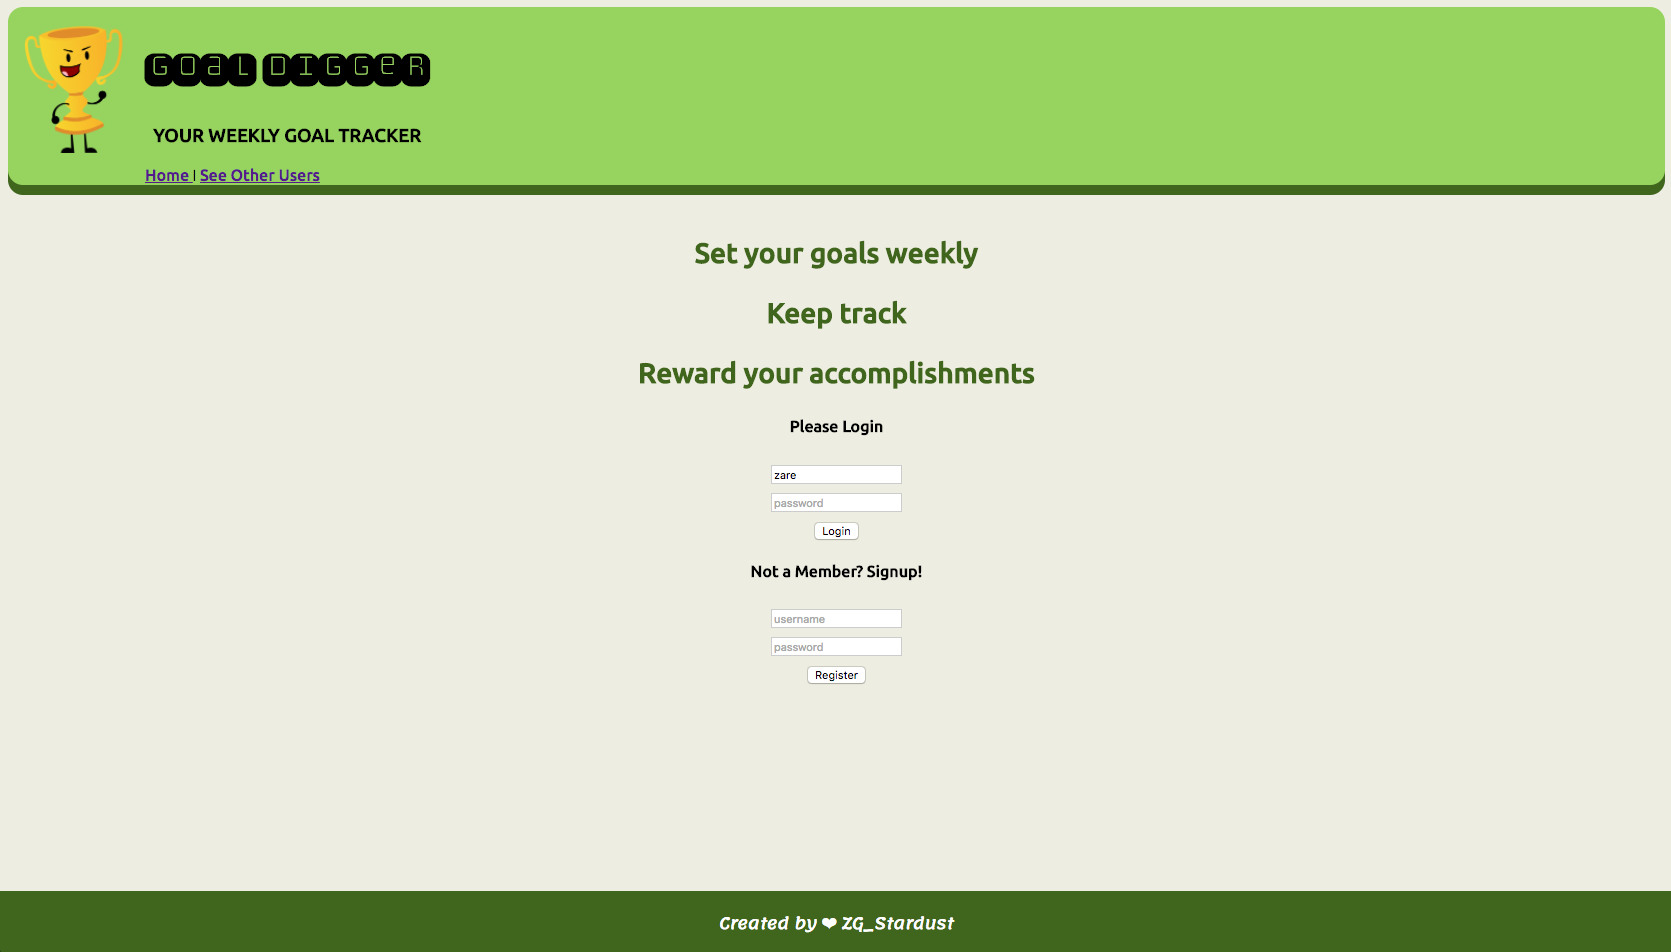 GOAL DIGGER
YOUR WEEKLY GOAL TRACKER
Home | See Other Users
Set your goals weekly
Keep track
Reward your accomplishments
Please Login
zare
password
Login
Not a Member? Signup!
username
password
Register
Created by ❤ ZG_Stardust